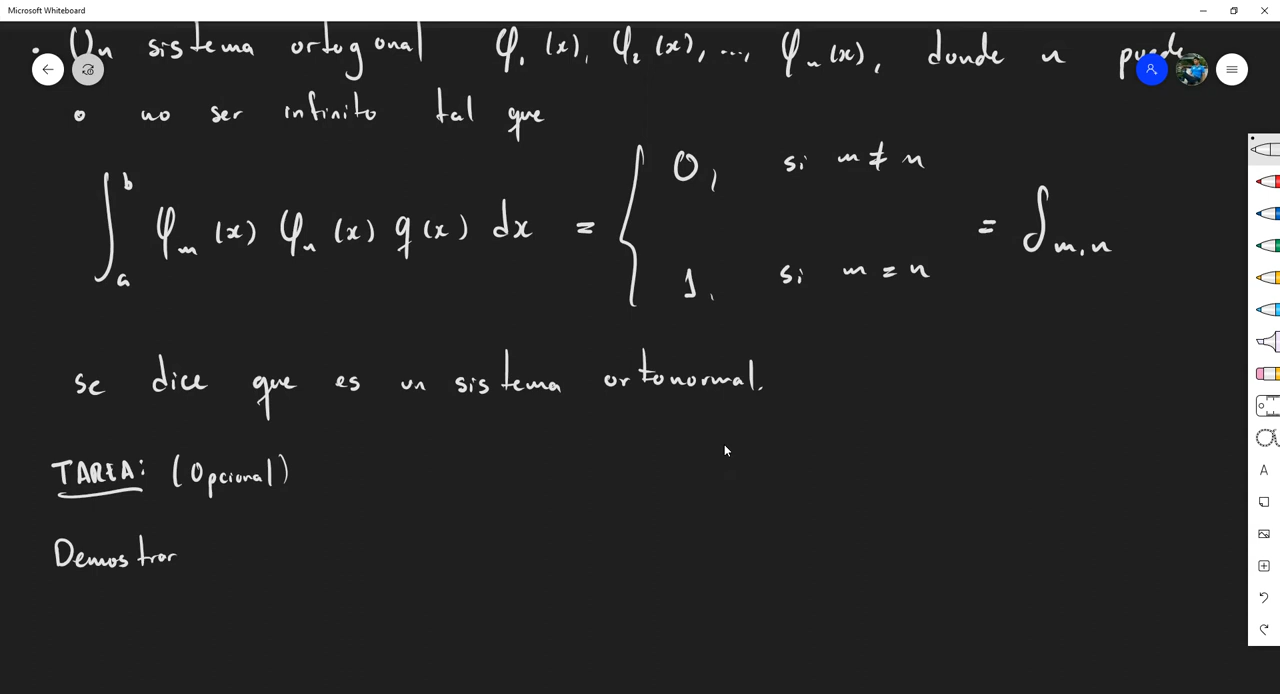 Microsoft Whiteboard
• Un sistema ortogonal φ₁(x), φ₂(x), ..., φₙ(x), donde n puede
o no ser infinito tal que
∫ₐᵇ φₘ(x) φₙ(x) q(x) dx = { 0, si m ≠ n
1, si m = n = δₘ,ₙ
se dice que es un sistema ortonormal.
TAREA: (Opcional)
Demostrar
A